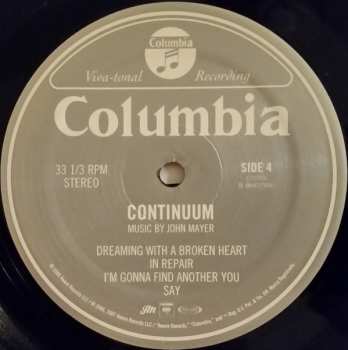 Columbia
Viva-tonal Recording
Columbia
33 1/3 RPM
STEREO
SIDE 4
CONTINUUM
MUSIC BY JOHN MAYER
DREAMING WITH A BROKEN HEART
IN REPAIR
I'M GONNA FIND ANOTHER YOU
SAY